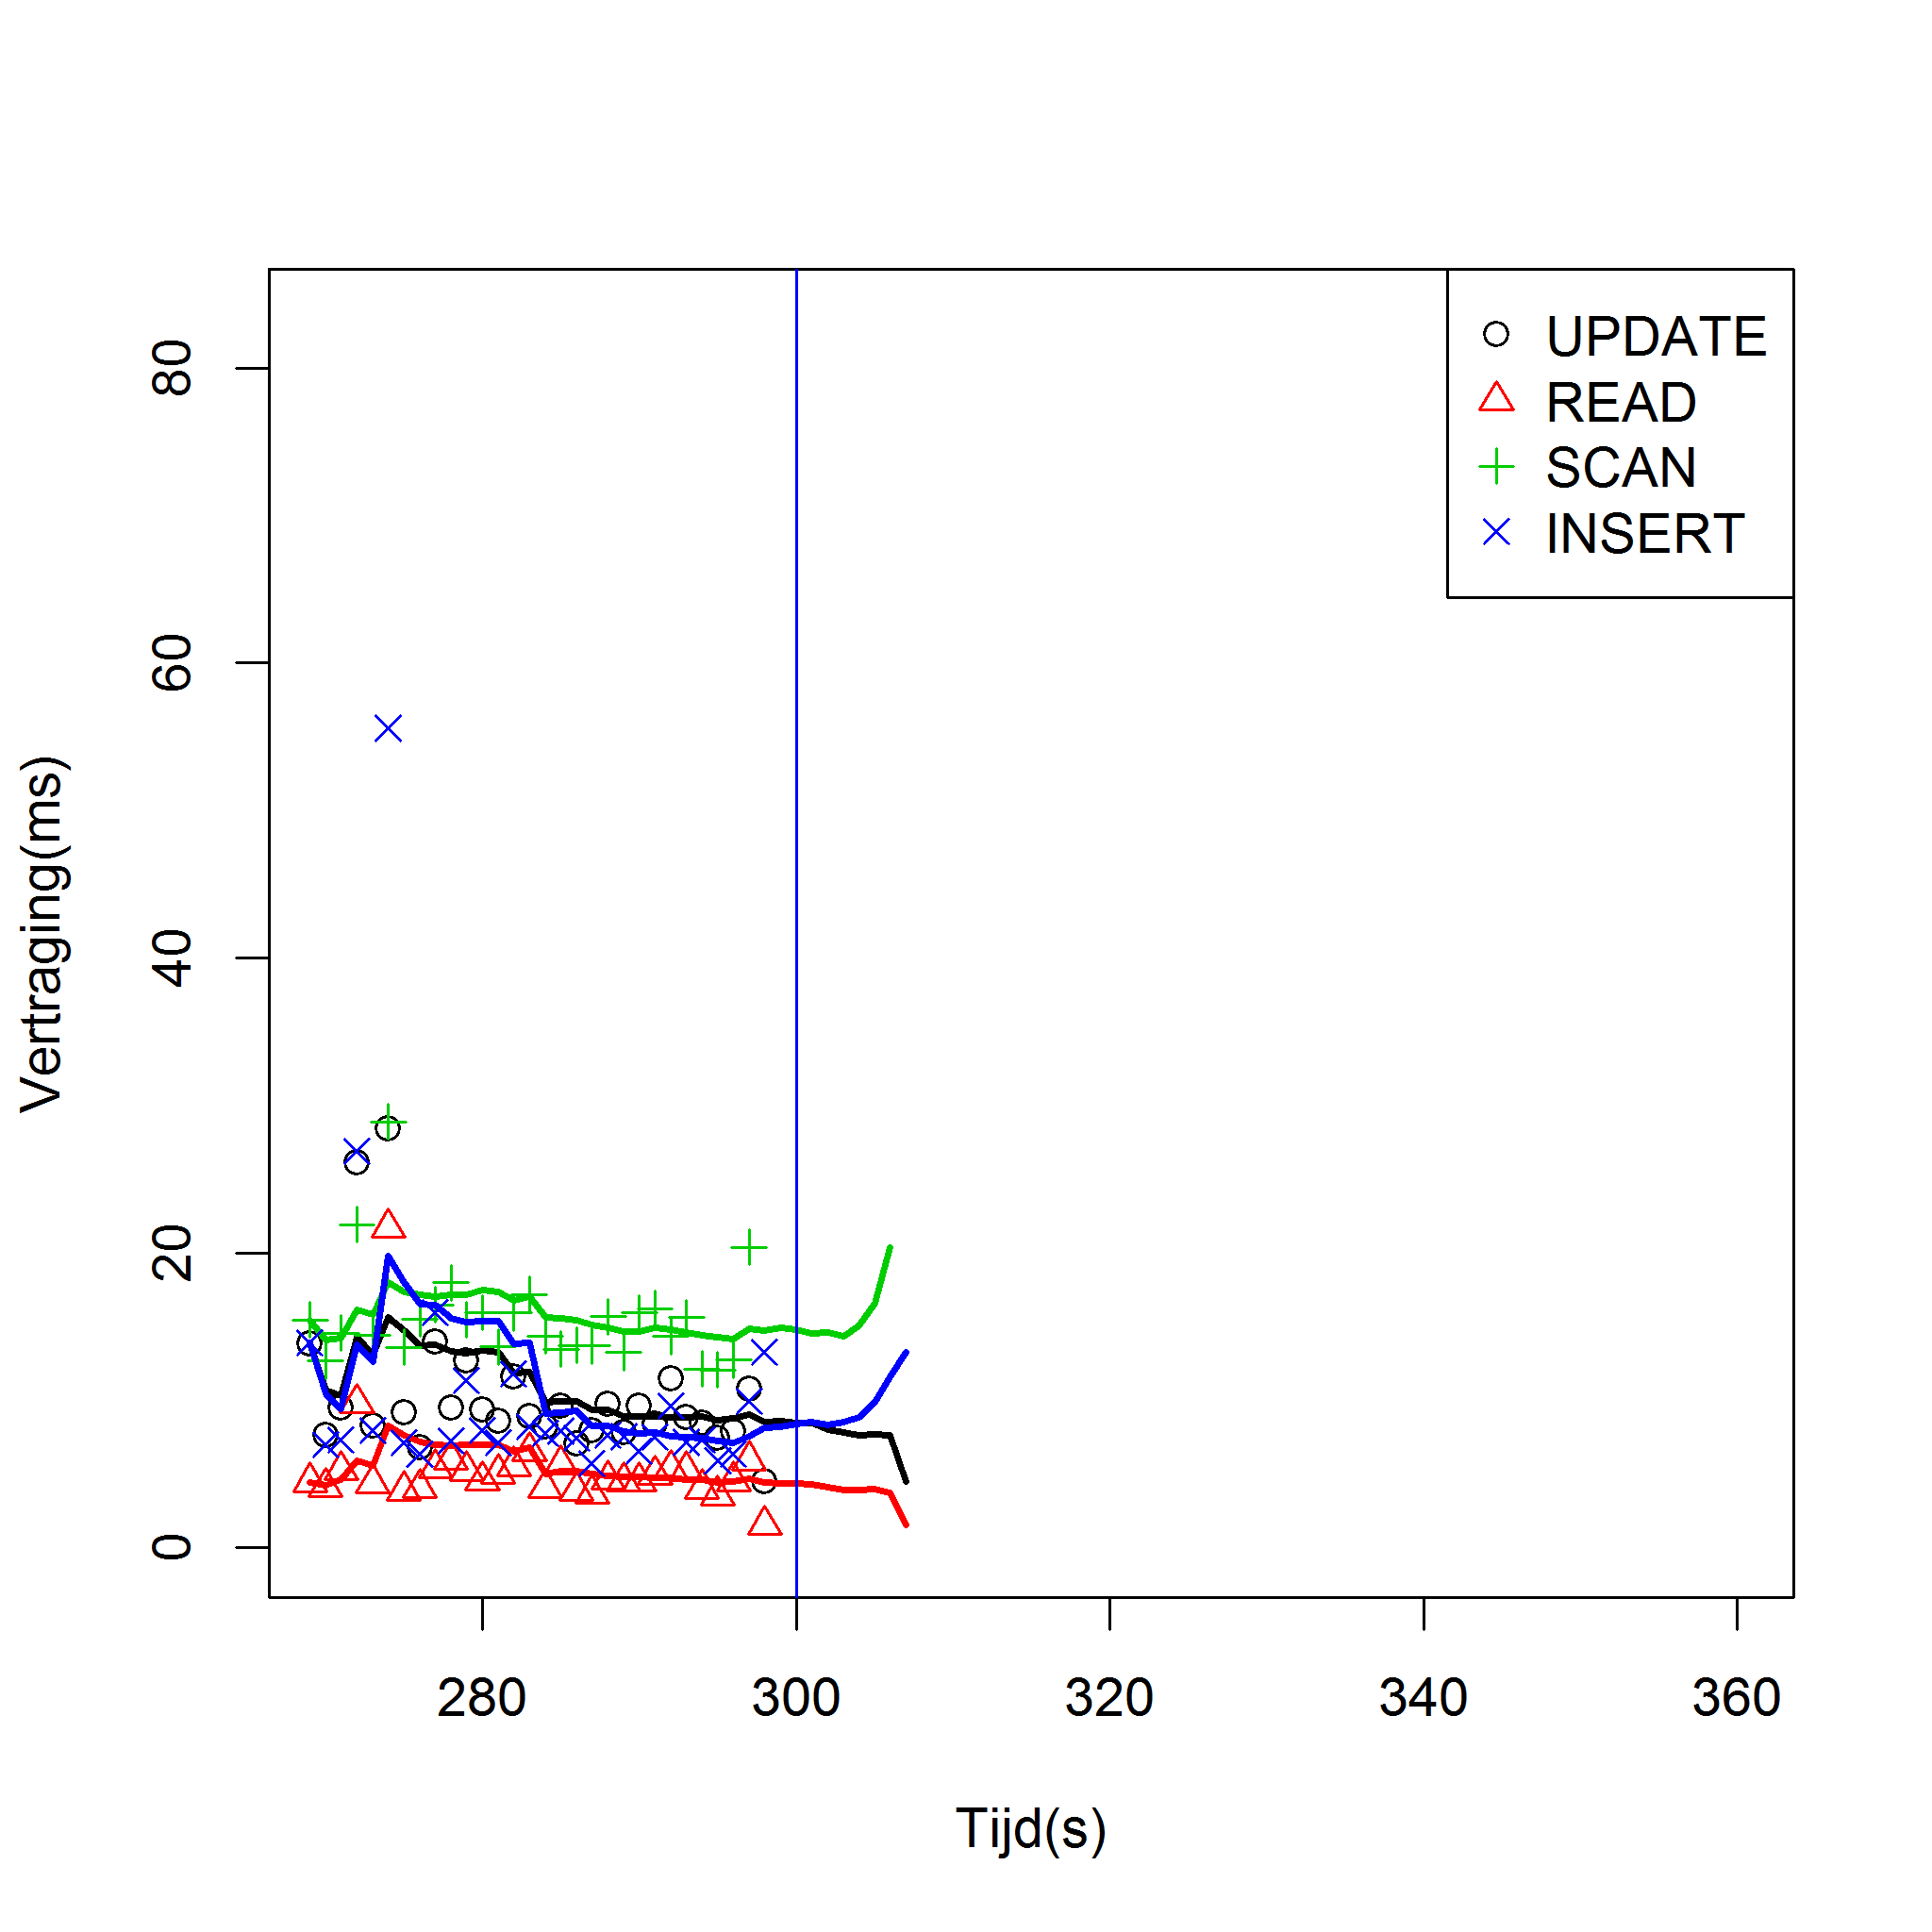 UPDATE
READ
SCAN
INSERT
80
60
40
20
0
Vertraging(ms)
280 300 320 340 360
Tijd(s)